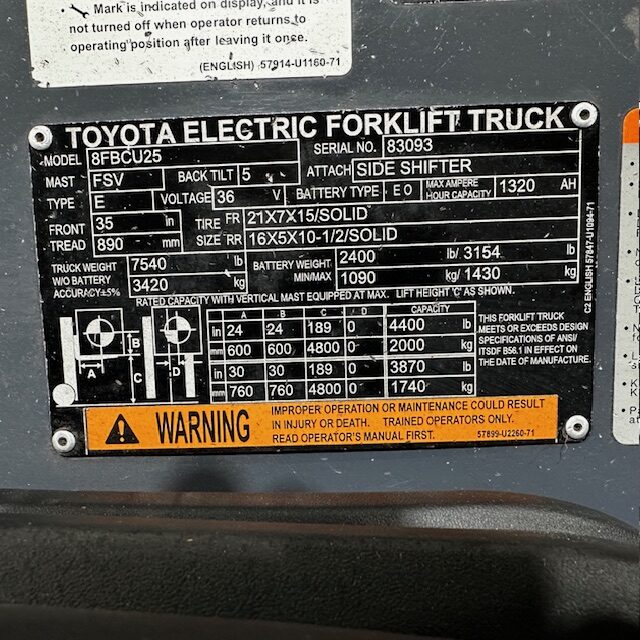 • Mark is indicated on display, and it is
not turned off when operator returns to
operating position after leaving it once.
(ENGLISH) 57914-U1160-71
TOYOTA ELECTRIC FORKLIFT TRUCK
MODEL 8FBCU25 SERIAL NO. 83093
MAST FSV BACK TILT 5 ATTACH SIDE SHIFTER
TYPE E VOLTAGE 36 V BATTERY TYPE E O MAX AMPERE HOUR CAPACITY 1320 AH
FRONT TREAD 35 in TIRE SIZE FR 21X7X15/SOLID
890 mm RR 16X5X10-1/2/SOLID
TRUCK WEIGHT 7540 lb BATTERY WEIGHT 2400 lb/ 3154 lb
W/O BATTERY ACCURACY±5% 3420 kg MIN/MAX 1090 kg/ 1430 kg
RATED CAPACITY WITH VERTICAL MAST EQUIPPED AT MAX. LIFT HEIGHT 'C' AS SHOWN.
A B C D CAPACITY
in 24 24 189 0 4400 lb
mm 600 600 4800 0 2000 kg
in 30 30 189 0 3870 lb
mm 760 760 4800 0 1740 kg
A B C D
THIS FORKLIFT TRUCK
MEETS OR EXCEEDS DESIGN
SPECIFICATIONS OF ANSI/
ITSDF B56.1 IN EFFECT ON
THE DATE OF MANUFACTURE.
C2 ENGLISH 57647-U1994-71
WARNING
IMPROPER OPERATION OR MAINTENANCE COULD RESULT
IN INJURY OR DEATH. TRAINED OPERATORS ONLY.
READ OPERATOR'S MANUAL FIRST. 57899-U2260-71